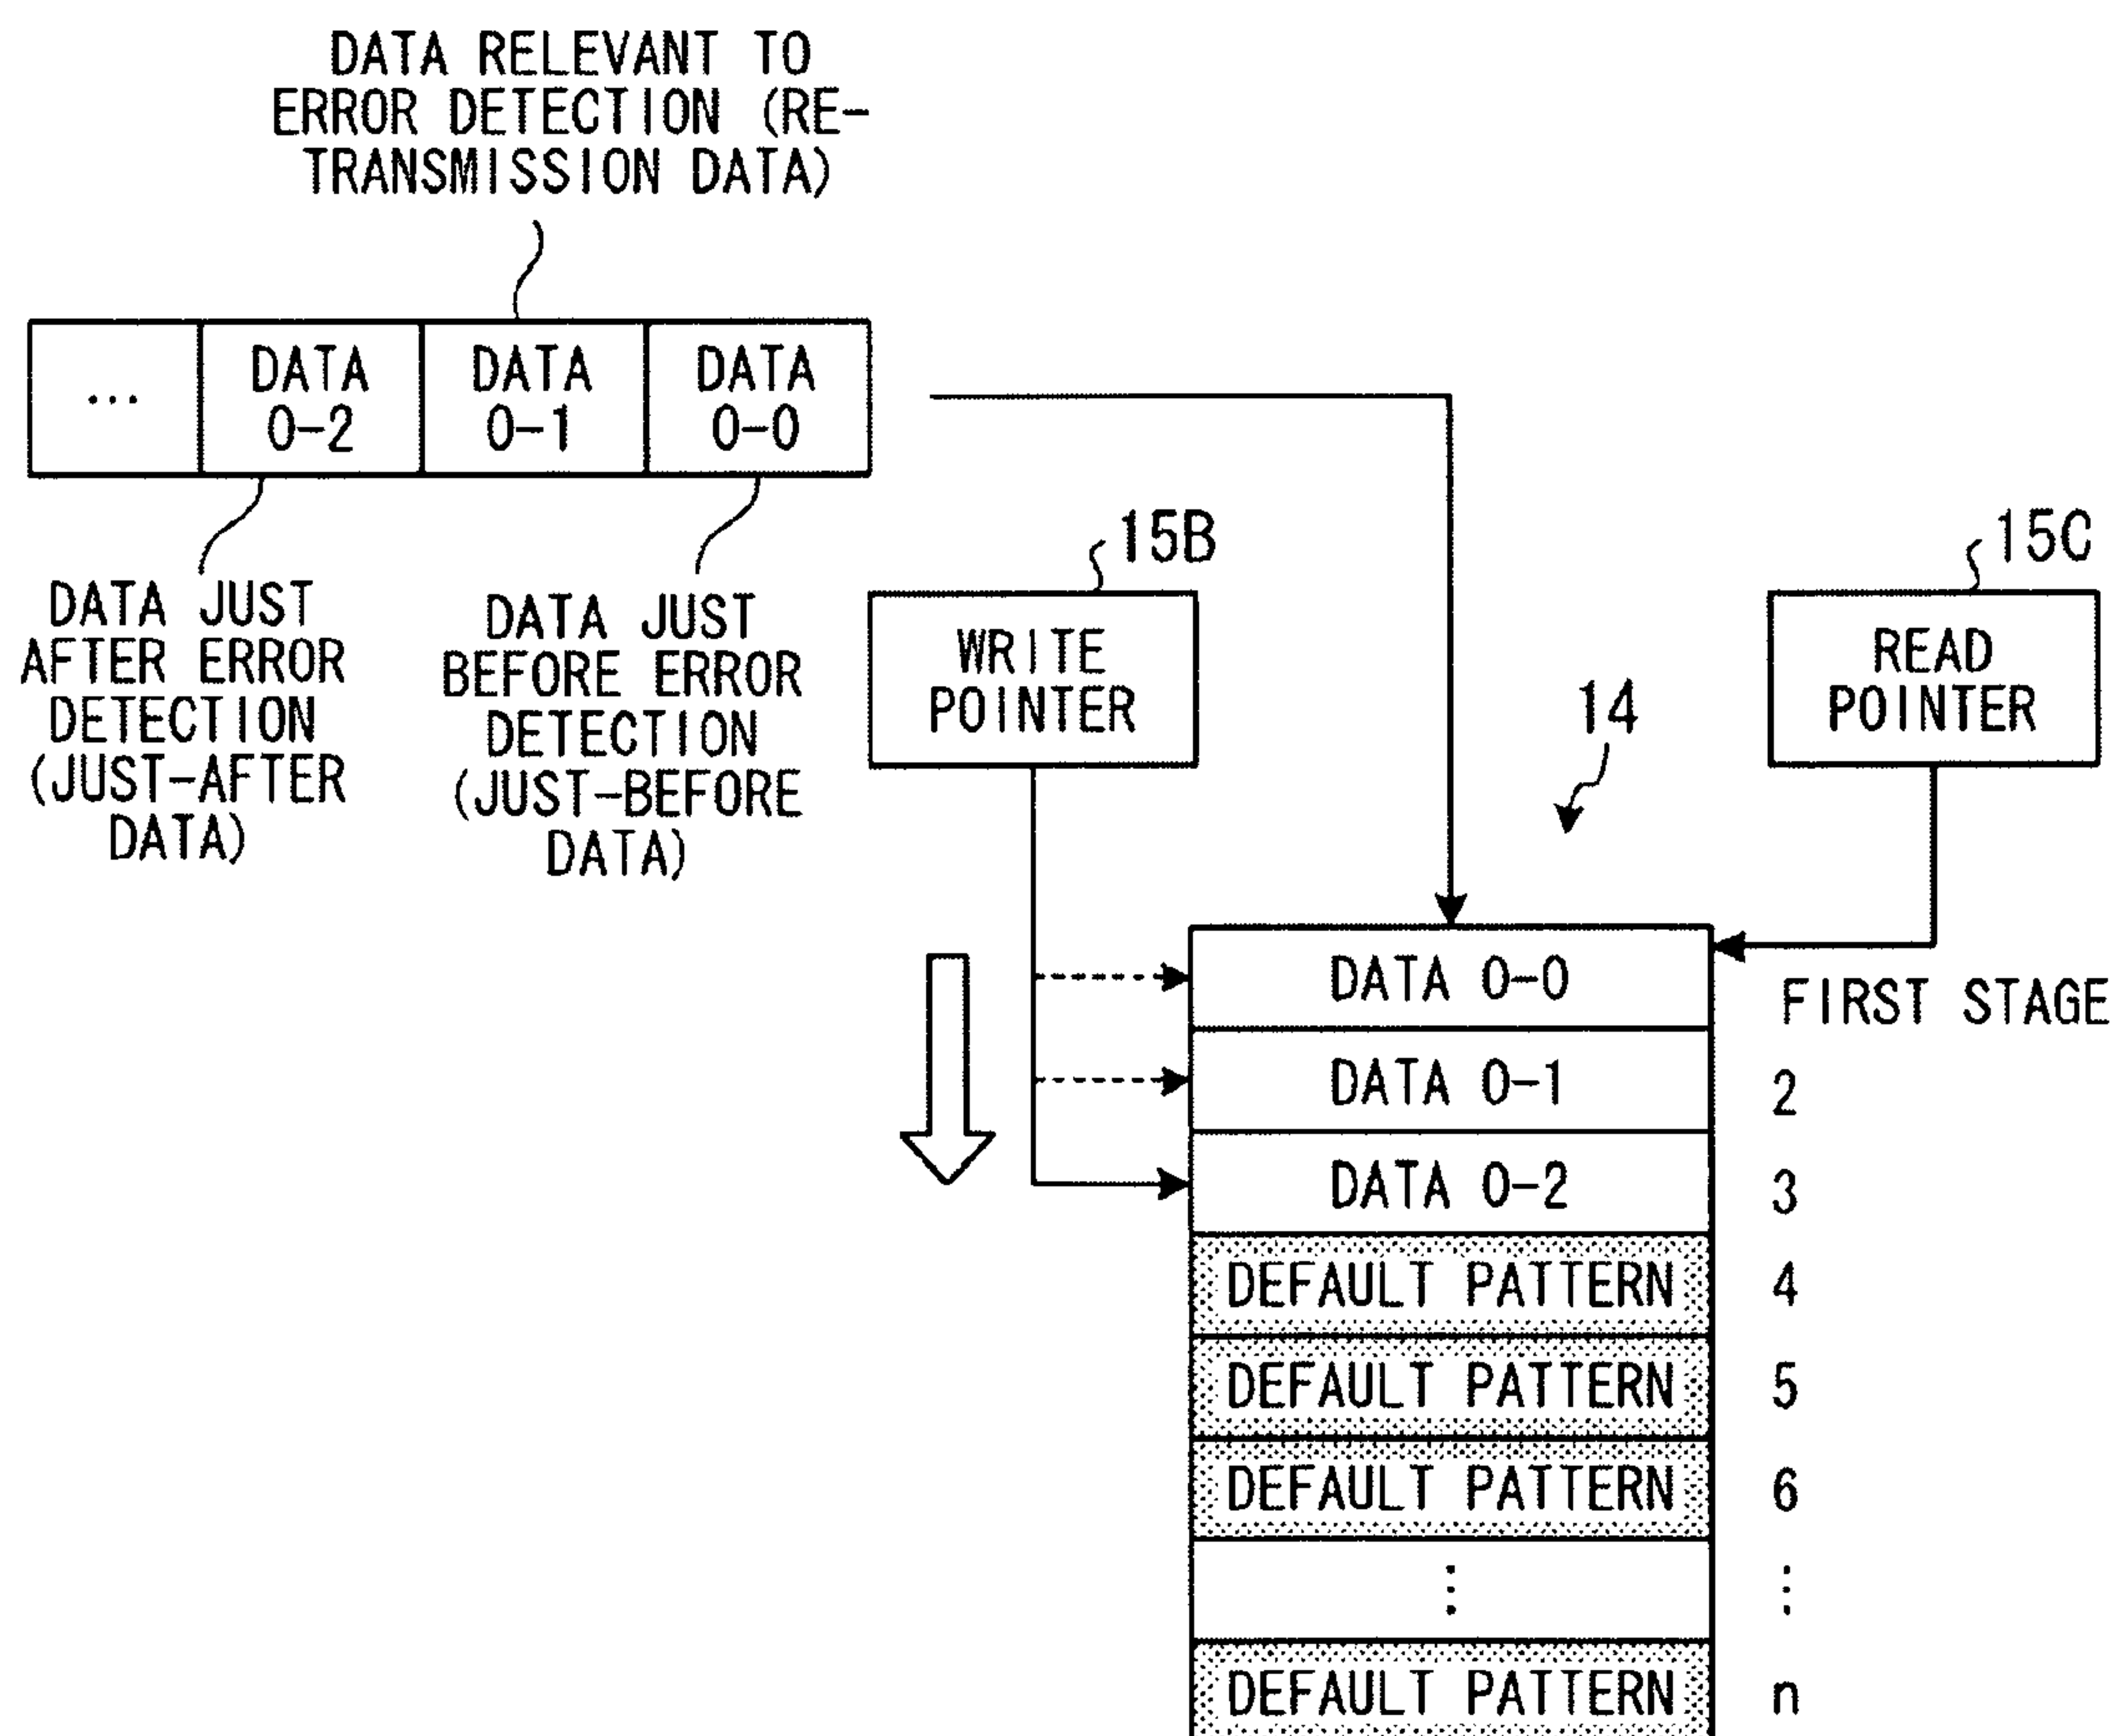 DATA RELEVANT TO
ERROR DETECTION (RE-
TRANSMISSION DATA)
...
DATA
0-2
DATA
0-1
DATA
0-0
DATA JUST
AFTER ERROR
DETECTION
(JUST-AFTER
DATA)
DATA JUST
BEFORE ERROR
DETECTION
(JUST-BEFORE
DATA)
15B
WRITE
POINTER
14
15C
READ
POINTER
DATA 0-0
FIRST STAGE
DATA 0-1
2
DATA 0-2
3
DEFAULT PATTERN
4
DEFAULT PATTERN
5
DEFAULT PATTERN
6
⋮
⋮
DEFAULT PATTERN
n